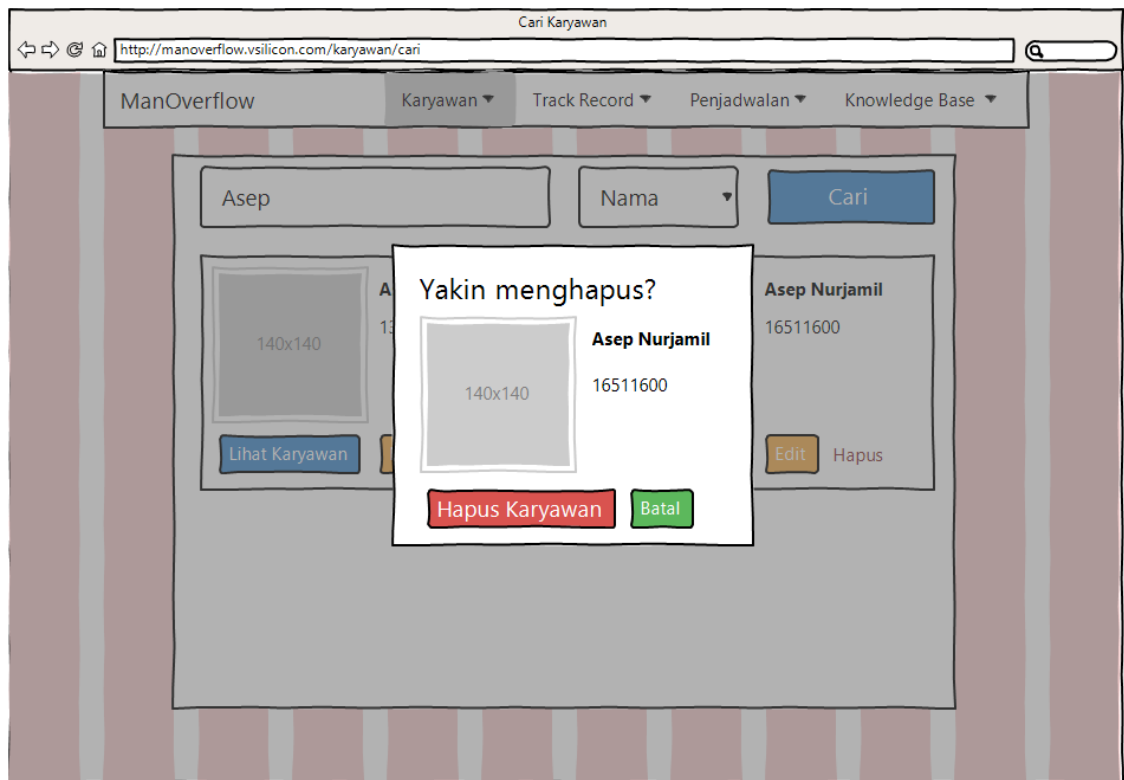 Cari Karyawan
http://manoverflow.vsilicon.com/karyawan/cari
ManOverflow Karyawan Track Record Penjadwalan Knowledge Base
Asep Nama Cari
Yakin menghapus?
140x140
Asep Nurjamil
16511600
140x140
Asep Nurjamil
16511600
Hapus Karyawan Batal
Lihat Karyawan
Edit Hapus